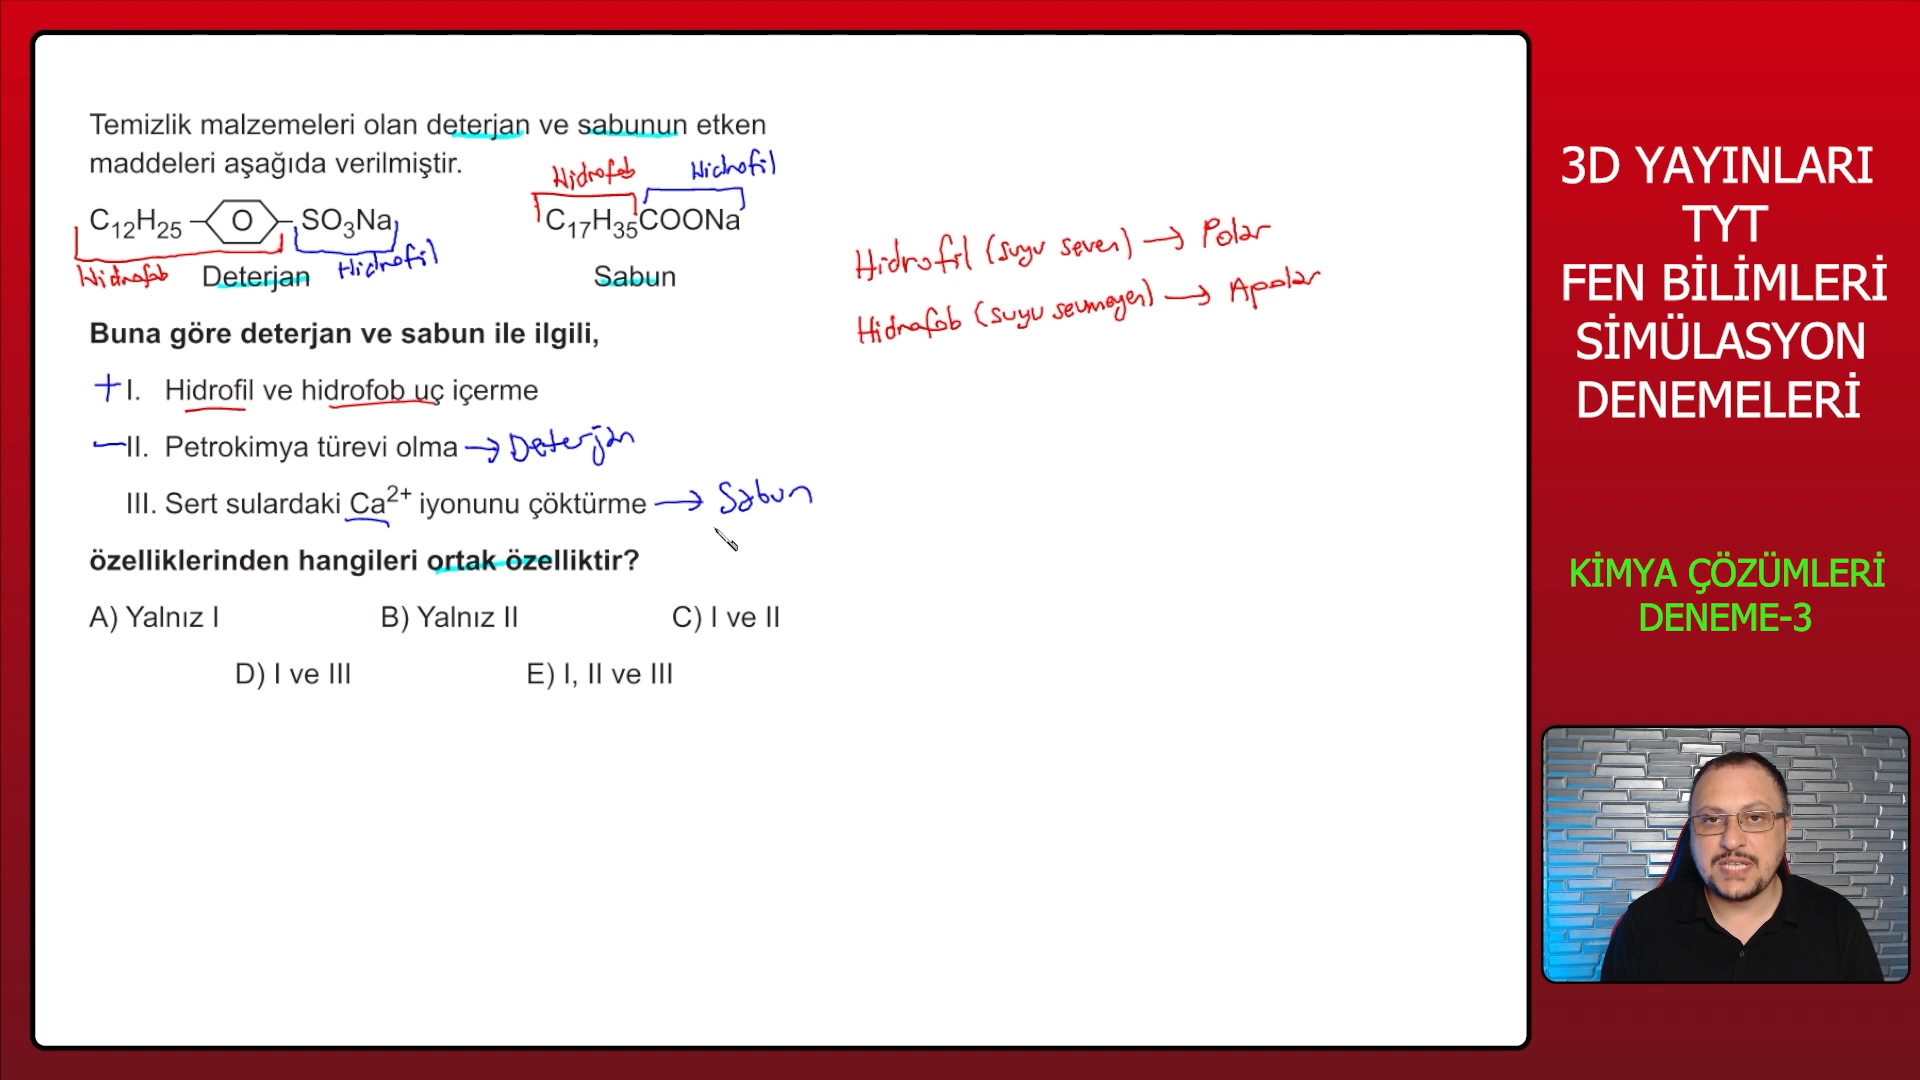 Temizlik malzemeleri olan deterjan ve sabunun etken
maddeleri aşağıda verilmiştir.
Hidrofob Hidrofil
C12H25 O SO3Na C17H35COONa
Hidrofob Deterjan Hidrofil Sabun
Hidrofil (suyu seven) → Polar
Hidrofob (suyu sevmeyen) → Apolar
Buna göre deterjan ve sabun ile ilgili,
+ I. Hidrofil ve hidrofob uç içerme
— II. Petrokimya türevi olma → Deterjan
III. Sert sulardaki Ca2+ iyonunu çöktürme → Sabun
özelliklerinden hangileri ortak özelliktir?
A) Yalnız I B) Yalnız II C) I ve II
D) I ve III E) I, II ve III
3D YAYINLARI
TYT
FEN BİLİMLERİ
SİMÜLASYON
DENEMELERİ
KİMYA ÇÖZÜMLERİ
DENEME-3